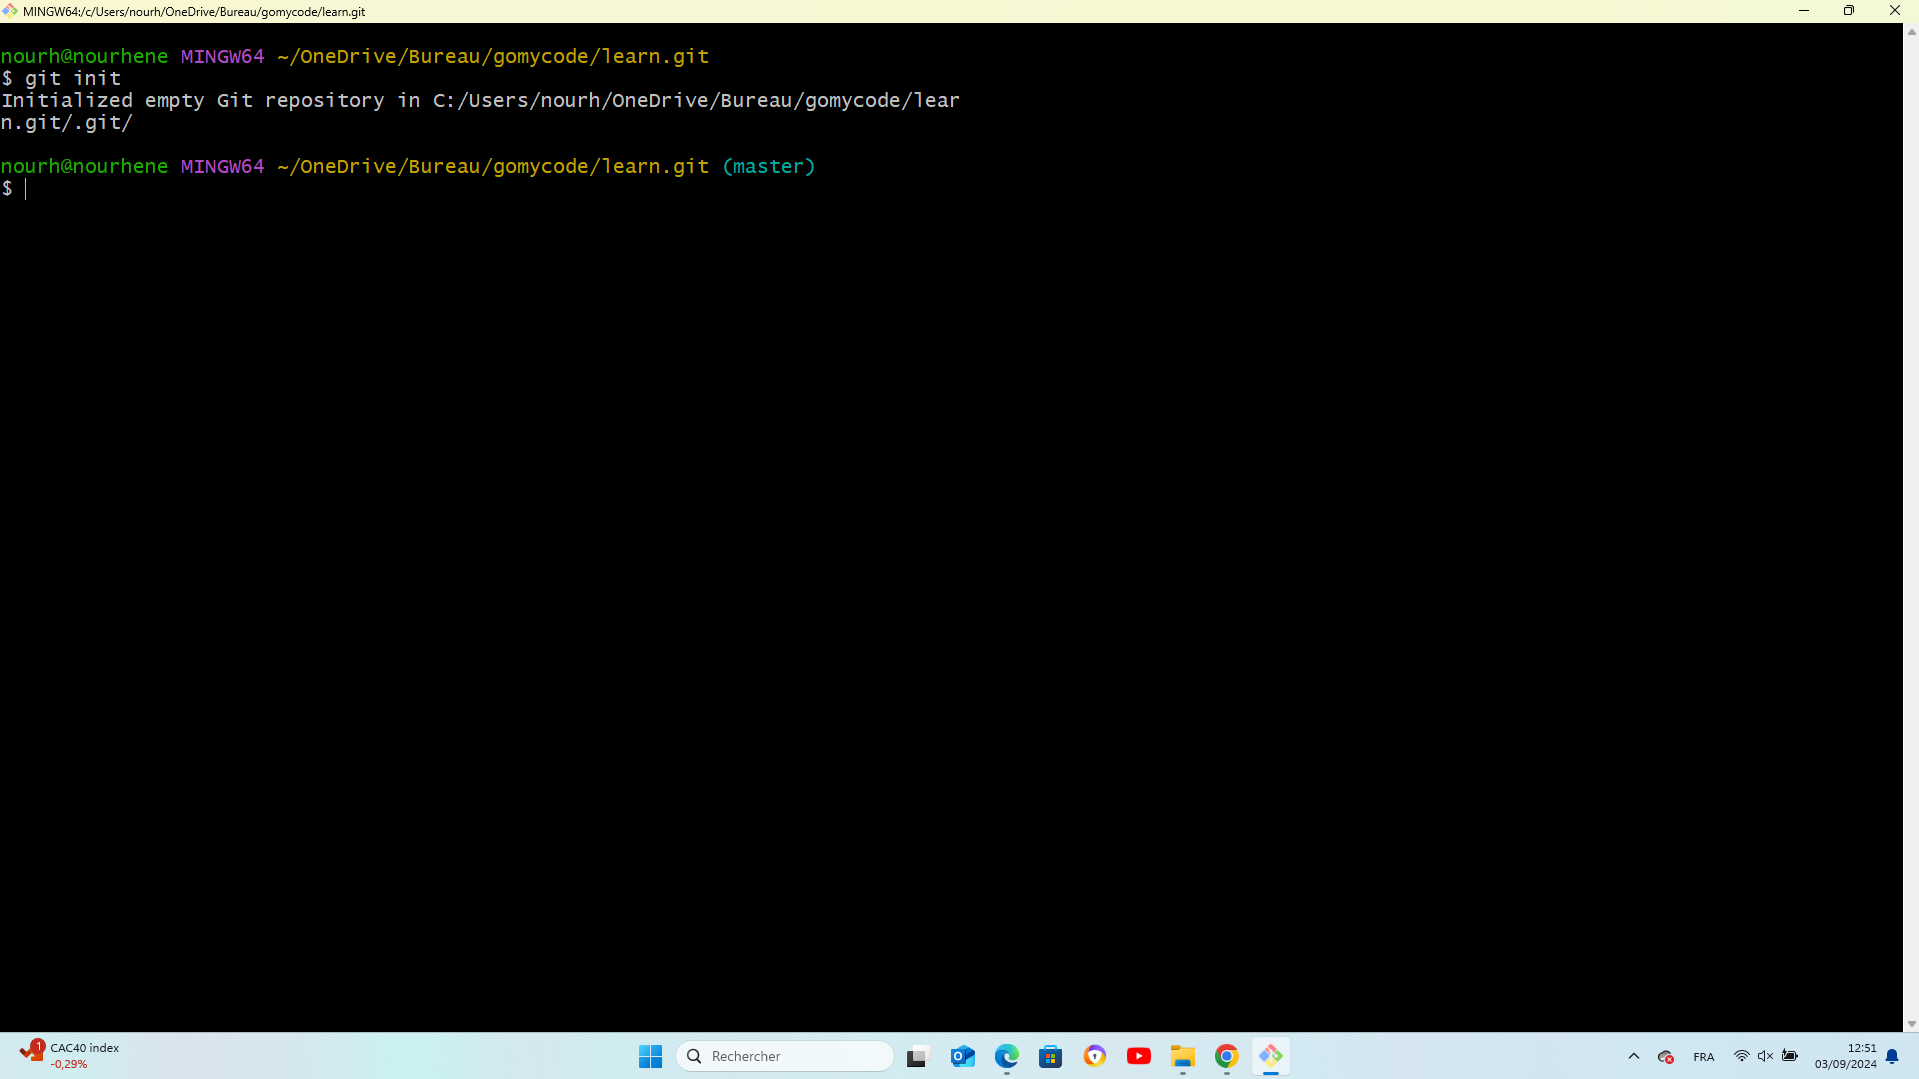 MINGW64:/c/Users/nourh/OneDrive/Bureau/gomycode/learn.git
nourh@nourhene MINGW64 ~/OneDrive/Bureau/gomycode/learn.git
$ git init
Initialized empty Git repository in C:/Users/nourh/OneDrive/Bureau/gomycode/lear
n.git/.git/
nourh@nourhene MINGW64 ~/OneDrive/Bureau/gomycode/learn.git (master)
$
1
CAC40 index
-0,29%
Rechercher
FRA
12:51
03/09/2024